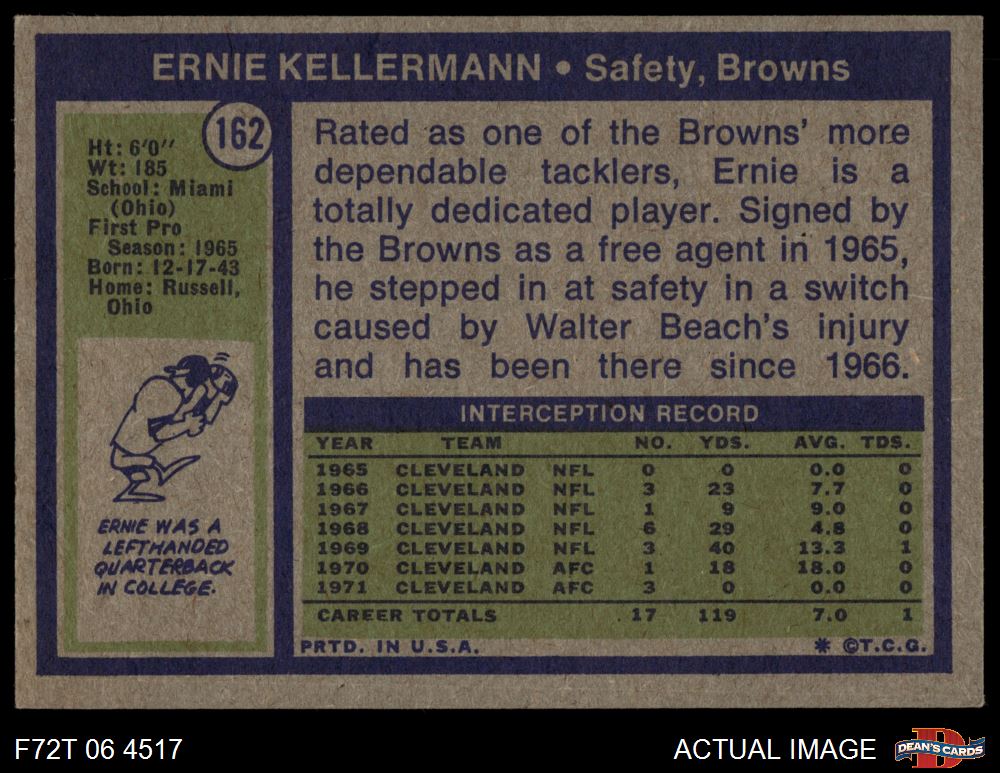 ERNIE KELLERMANN • Safety, Browns
162
Ht: 6'0"
Wt: 185
School: Miami
(Ohio)
First Pro
Season: 1965
Born: 12-17-43
Home: Russell,
Ohio
ERNIE WAS A
LEFTHANDED
QUARTERBACK
IN COLLEGE.
Rated as one of the Browns' more
dependable tacklers, Ernie is a
totally dedicated player. Signed by
the Browns as a free agent in 1965,
he stepped in at safety in a switch
caused by Walter Beach's injury
and has been there since 1966.
INTERCEPTION RECORD
YEAR TEAM NO. YDS. AVG. TDS.
1965 CLEVELAND NFL 0 0 0.0 0
1966 CLEVELAND NFL 3 23 7.7 0
1967 CLEVELAND NFL 1 9 9.0 0
1968 CLEVELAND NFL 6 29 4.8 0
1969 CLEVELAND NFL 3 40 13.3 1
1970 CLEVELAND AFC 1 18 18.0 0
1971 CLEVELAND AFC 3 0 0.0 0
CAREER TOTALS 17 119 7.0 1
PRTD. IN U.S.A. * ©T.C.G.
F72T 06 4517 ACTUAL IMAGE DEAN'S CARDS